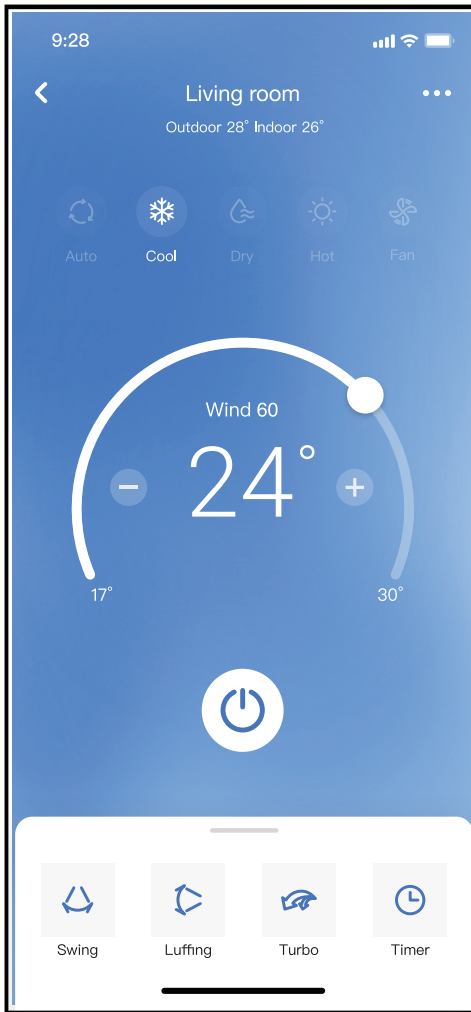 9:28
Living room
Outdoor 28° Indoor 26°
Auto Cool Dry Hot Fan
Wind 60
24°
17° 30°
Swing Luffing Turbo Timer